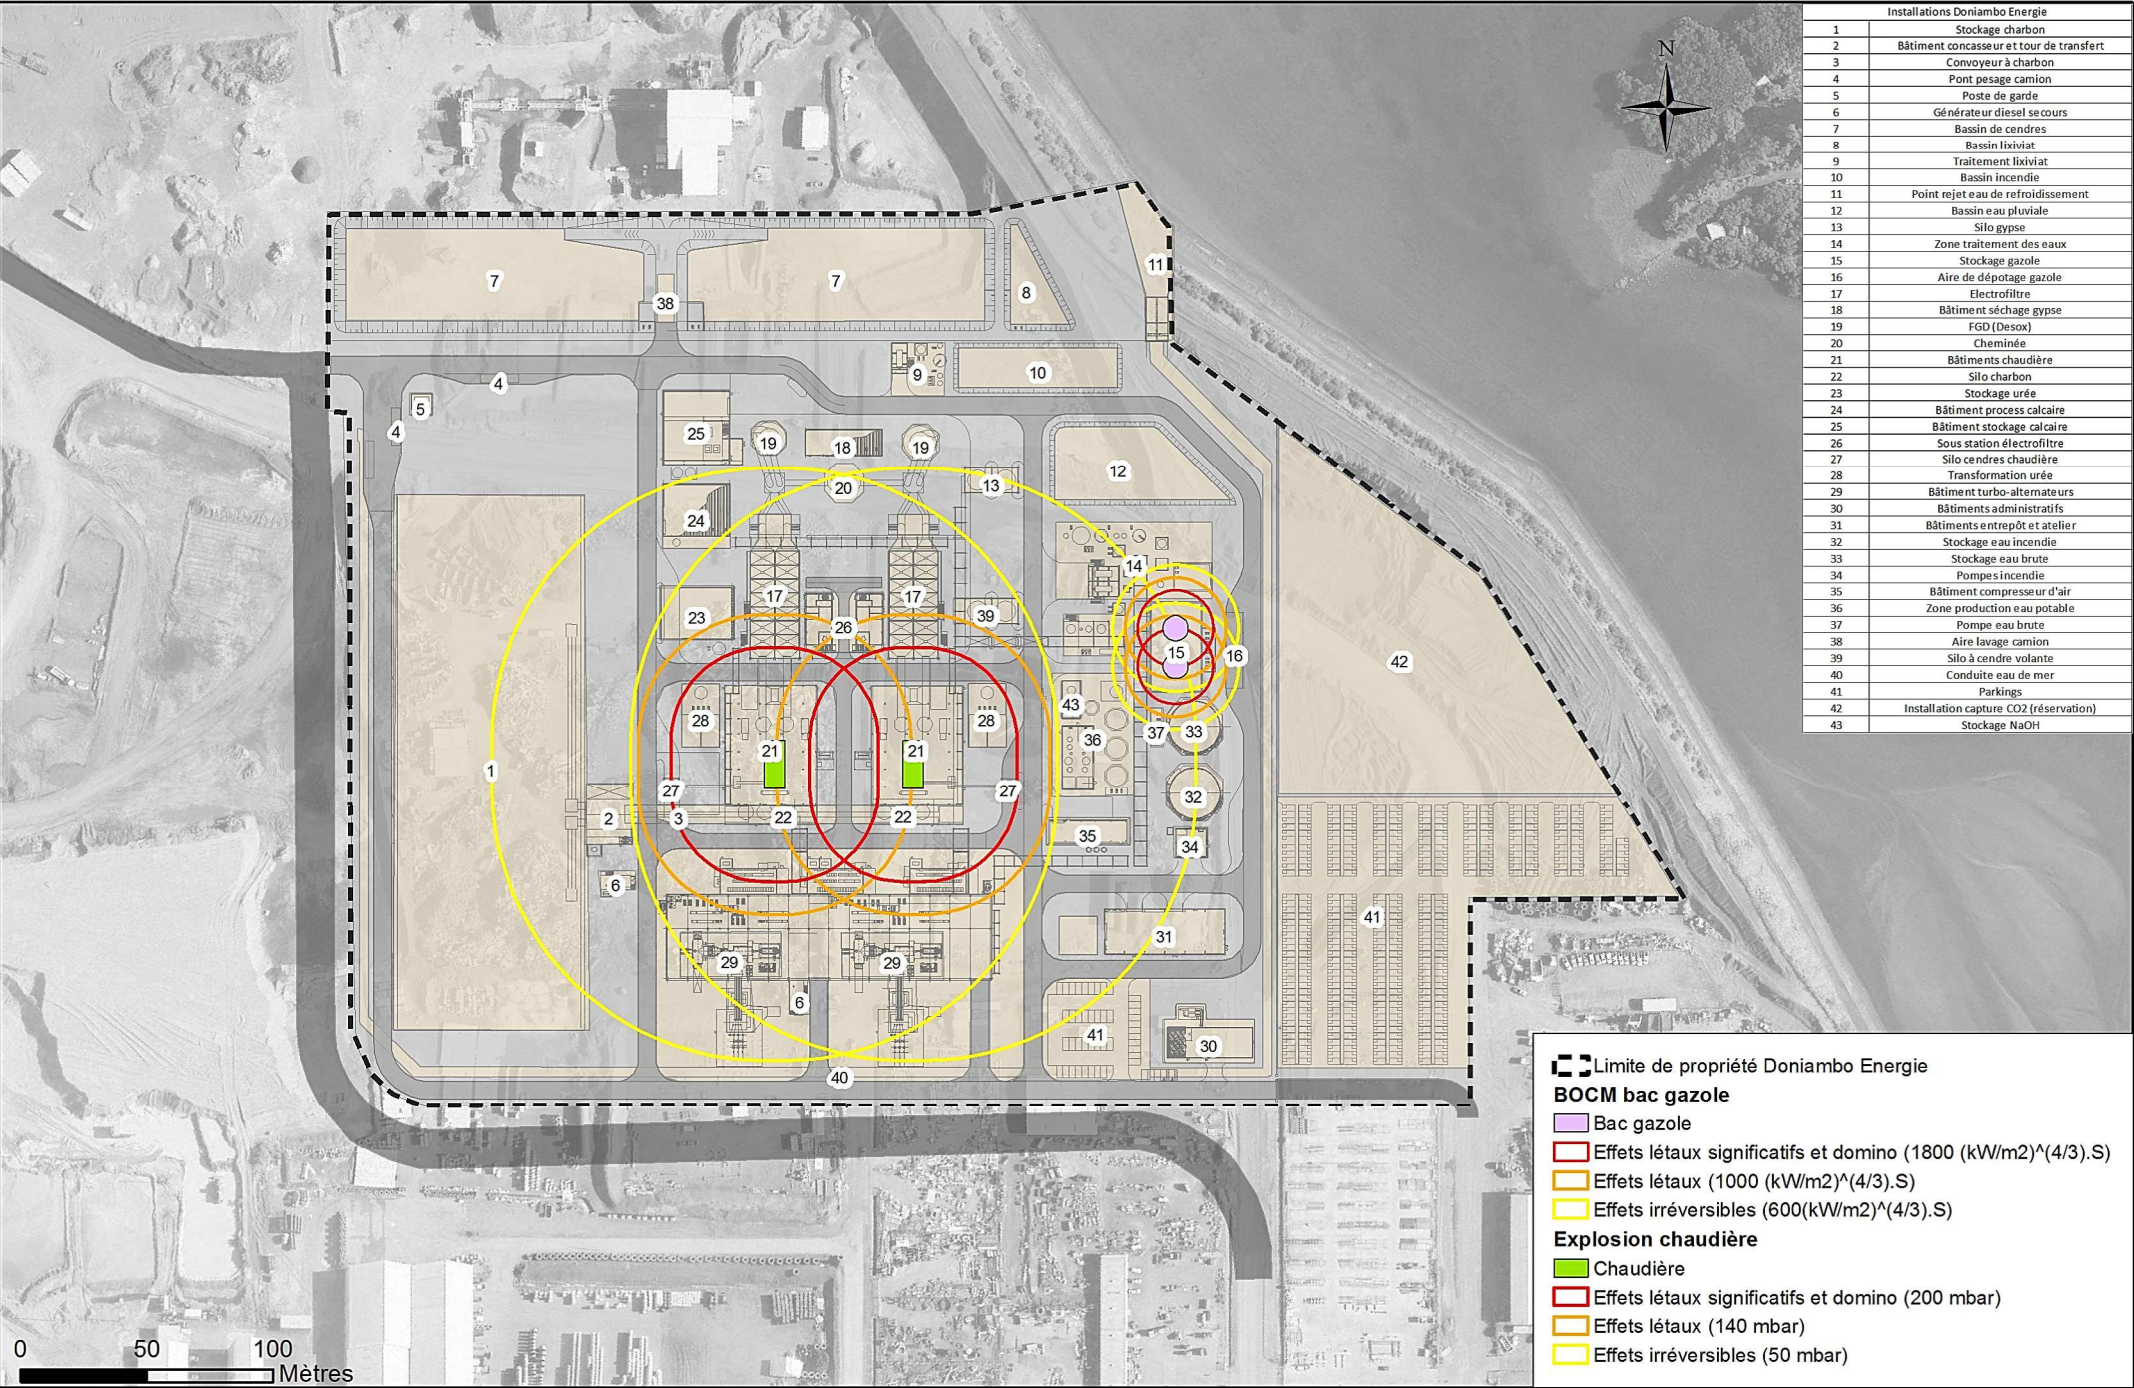 Installations Doniambo Energie
1 Stockage charbon
2 Bâtiment concasseur et tour de transfert
3 Convoyeur à charbon
4 Pont pesage camion
5 Poste de garde
6 Générateur diesel secours
7 Bassin de cendres
8 Bassin lixiviat
9 Traitement lixiviat
10 Bassin incendie
11 Point rejet eau de refroidissement
12 Bassin eau pluviale
13 Silo gypse
14 Zone traitement des eaux
15 Stockage gazole
16 Aire de dépotage gazole
17 Electrofiltre
18 Bâtiment séchage gypse
19 FGD (Desox)
20 Cheminée
21 Bâtiments chaudière
22 Silo charbon
23 Stockage urée
24 Bâtiment process calcaire
25 Bâtiment stockage calcaire
26 Sous station électrofiltre
27 Silo cendres chaudière
28 Transformation urée
29 Bâtiment turbo-alternateurs
30 Bâtiments administratifs
31 Bâtiments entrepôt et atelier
32 Stockage eau incendie
33 Stockage eau brute
34 Pompes incendie
35 Bâtiment compresseur d'air
36 Zone production eau potable
37 Pompe eau brute
38 Aire lavage camion
39 Silo à cendre volante
40 Conduite eau de mer
41 Parkings
42 Installation capture CO2 (réservation)
43 Stockage NaOH
N
11
7
7
8
38
9
10
4
5
4
25
19
18
19
12
20
13
24
14
17
17
23
39
26
15
16
42
43
28
28
37
33
36
21
21
1
27
27
32
2
3
22
22
35
34
6
41
31
29
29
6
41
30
40
Limite de propriété Doniambo Energie
BOCM bac gazole
Bac gazole
Effets létaux significatifs et domino (1800 (kW/m2)^(4/3).S)
Effets létaux (1000 (kW/m2)^(4/3).S)
Effets irréversibles (600(kW/m2)^(4/3).S)
Explosion chaudière
Chaudière
Effets létaux significatifs et domino (200 mbar)
Effets létaux (140 mbar)
Effets irréversibles (50 mbar)
0 50 100
Mètres